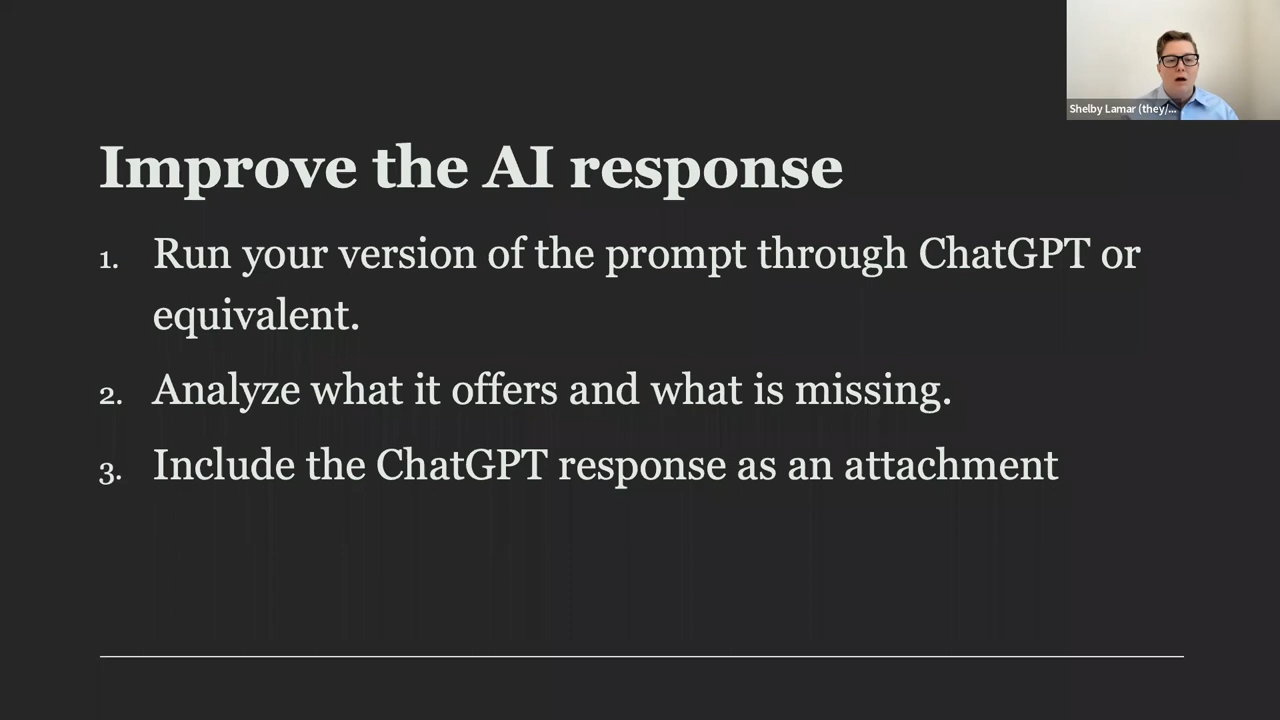 Shelby Lamar (they/...
Improve the AI response
1. Run your version of the prompt through ChatGPT or
equivalent.
2. Analyze what it offers and what is missing.
3. Include the ChatGPT response as an attachment